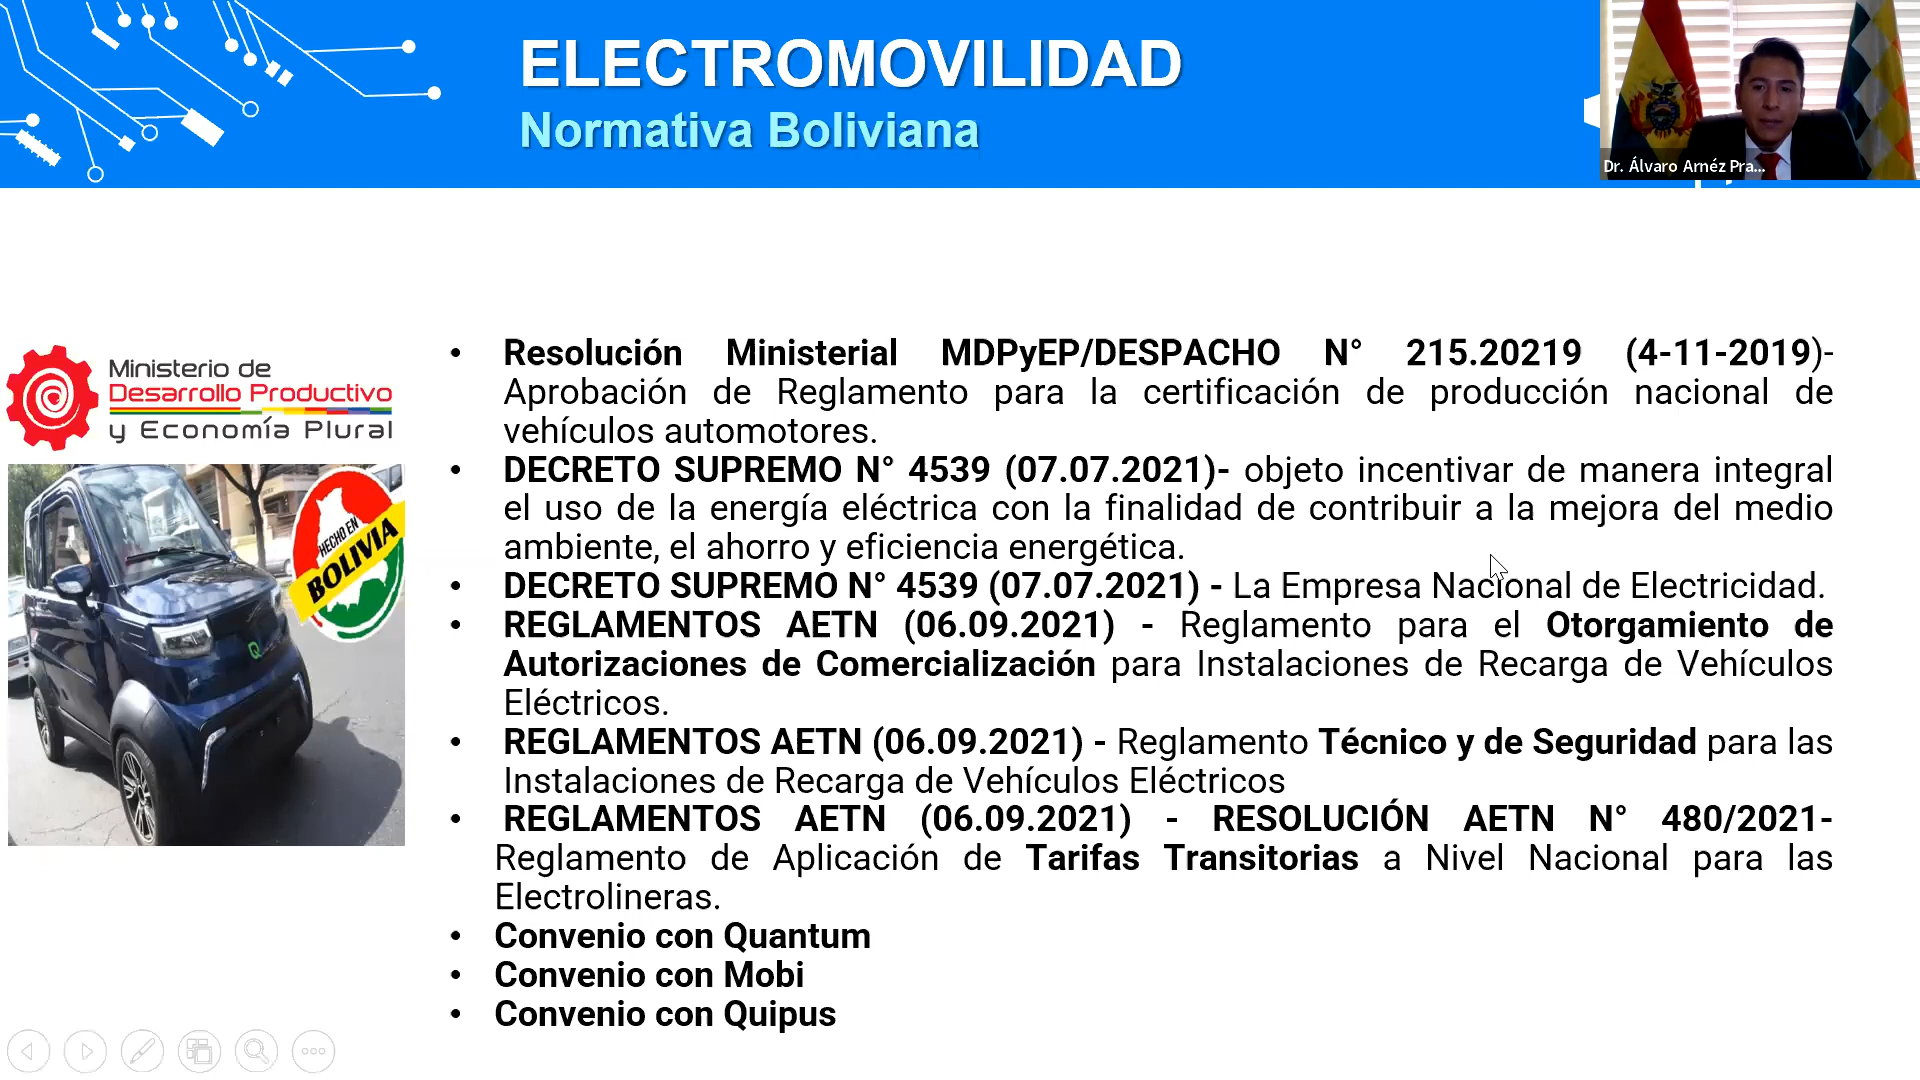 ELECTROMOVILIDAD
Normativa Boliviana
Dr. Álvaro Arnéz Pra...
Ministerio de
Desarrollo Productivo
y Economía Plural
HECHO EN
BOLIVIA
• Resolución Ministerial MDPyEP/DESPACHO N° 215.20219 (4-11-2019)-
Aprobación de Reglamento para la certificación de producción nacional de
vehículos automotores.
• DECRETO SUPREMO N° 4539 (07.07.2021)- objeto incentivar de manera integral
el uso de la energía eléctrica con la finalidad de contribuir a la mejora del medio
ambiente, el ahorro y eficiencia energética.
• DECRETO SUPREMO N° 4539 (07.07.2021) - La Empresa Nacional de Electricidad.
• REGLAMENTOS AETN (06.09.2021) - Reglamento para el Otorgamiento de
Autorizaciones de Comercialización para Instalaciones de Recarga de Vehículos
Eléctricos.
• REGLAMENTOS AETN (06.09.2021) - Reglamento Técnico y de Seguridad para las
Instalaciones de Recarga de Vehículos Eléctricos
• REGLAMENTOS AETN (06.09.2021) - RESOLUCIÓN AETN N° 480/2021-
Reglamento de Aplicación de Tarifas Transitorias a Nivel Nacional para las
Electrolineras.
• Convenio con Quantum
• Convenio con Mobi
• Convenio con Quipus